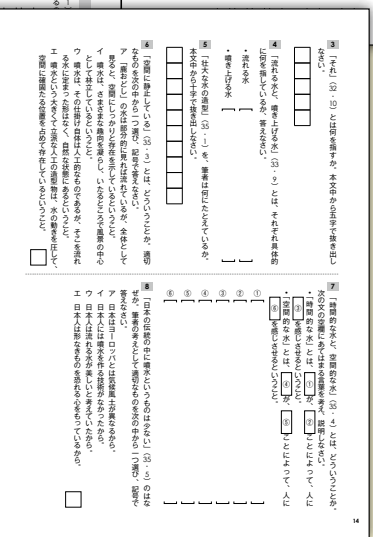 3
「それ」(32・10)とは何を指すか、本文中から五字で抜き出し
なさい。
4
「流れる水と、噴き上げる水」(33・9)とは、それぞれ具体的
に何を指しているか、答えなさい。
・流れる水
・噴き上げる水
5
「壮大な水の造型」(35・1)を、筆者は何にたとえているか。
本文中から十字で抜き出しなさい。
6
「空間に静止している」(35・3)とは、どういうことか。適切
なものを次の中から一つ選び、記号で答えなさい。
ア 「鹿おどし」の水は部分的に見れば流れているが、全体として
見ると、空間にしっかりと存在を示しているということ。
イ 噴水は、さまざまな趣向を凝らし、いたるところで風景の中心
として林立しているということ。
ウ 噴水は、その仕掛け自体は人工的なものであるが、そこを流れ
る水に定まった形はなく、自然な状態にあるということ。
エ 噴水という大きくて立派な人工の造型物は、水の動きを圧して、
空間に確固たる位置を占めて存在しているということ。
7
「時間的な水と、空間的な水」(35・4)とは、どういうことか。
次の文の空欄にあてはまる言葉を考え、説明しなさい。
・「時間的な水」とは、①が、②ことによって、人に
③を感じさせるということ。
・「空間的な水」とは、④が、⑤ことによって、人に
⑥を感じさせるということ。
①
②
③
④
⑤
⑥
8
「日本の伝統の中に噴水というものは少ない」(35・5)のはな
ぜか。筆者の考えとして適切なものを次の中から一つ選び、記号で
答えなさい。
ア 日本はヨーロッパとは気候風土が異なるから。
イ 日本人には噴水を作る技術がなかったから。
ウ 日本人は流れる水が美しいと考えていたから。
エ 日本人は形なきものを恐れる心をもっているから。
14